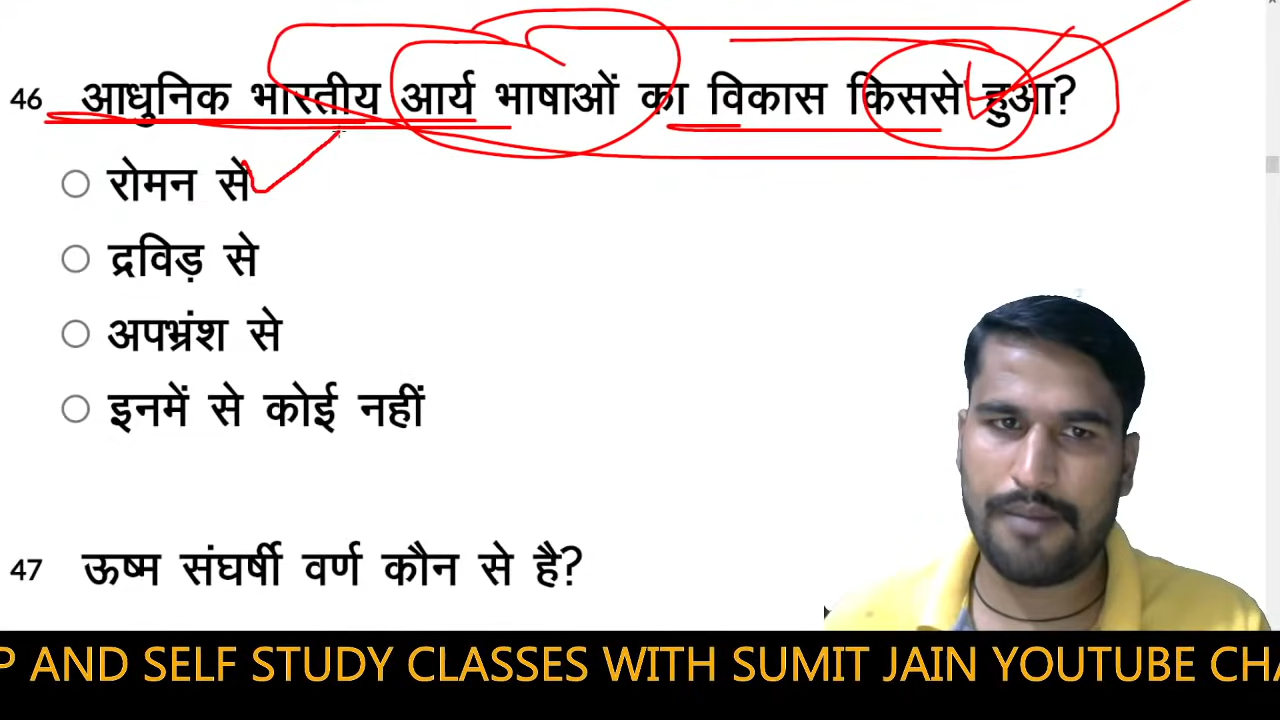 46 आधुनिक भारतीय आर्य भाषाओं का विकास किससे हुआ?
रोमन से
द्रविड़ से
अपभ्रंश से
इनमें से कोई नहीं
47 ऊष्म संघर्षी वर्ण कौन से है?
P AND SELF STUDY CLASSES WITH SUMIT JAIN YOUTUBE CHA